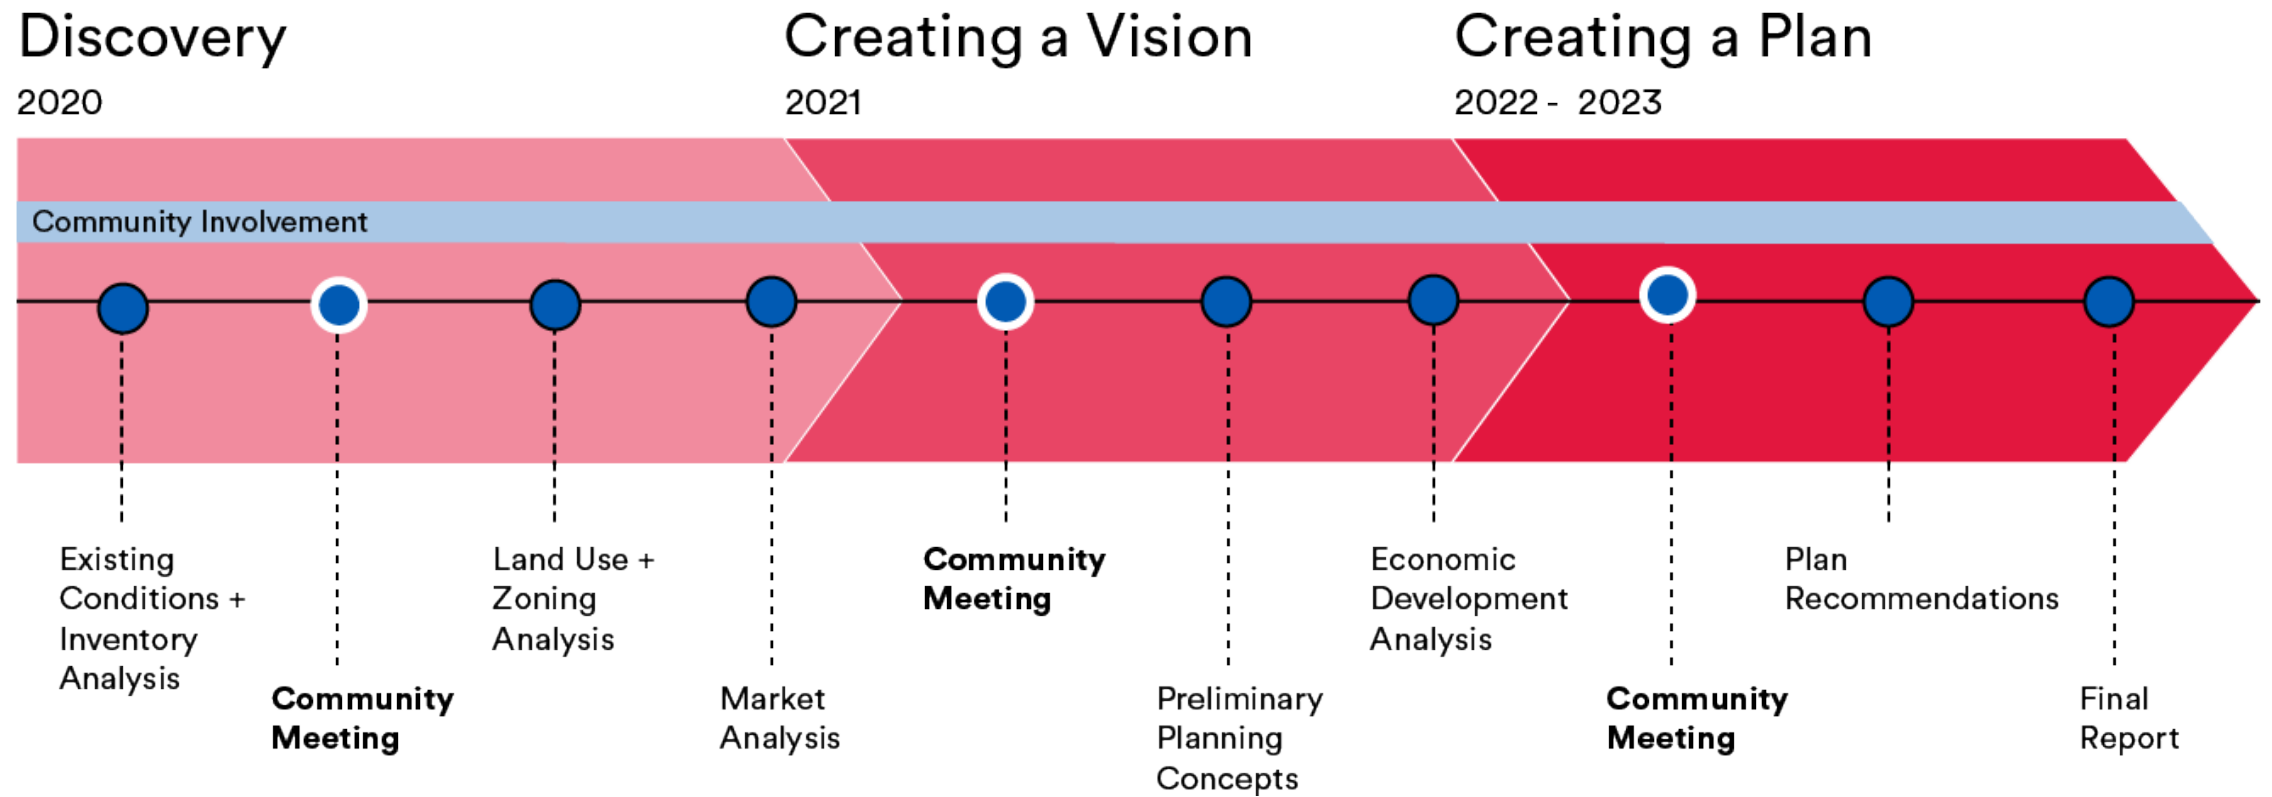 Discovery
2020
Creating a Vision
2021
Creating a Plan
2022 - 2023
Community Involvement
Existing
Conditions +
Inventory
Analysis
Community
Meeting
Land Use +
Zoning
Analysis
Market
Analysis
Community
Meeting
Preliminary
Planning
Concepts
Economic
Development
Analysis
Community
Meeting
Plan
Recommendations
Final
Report